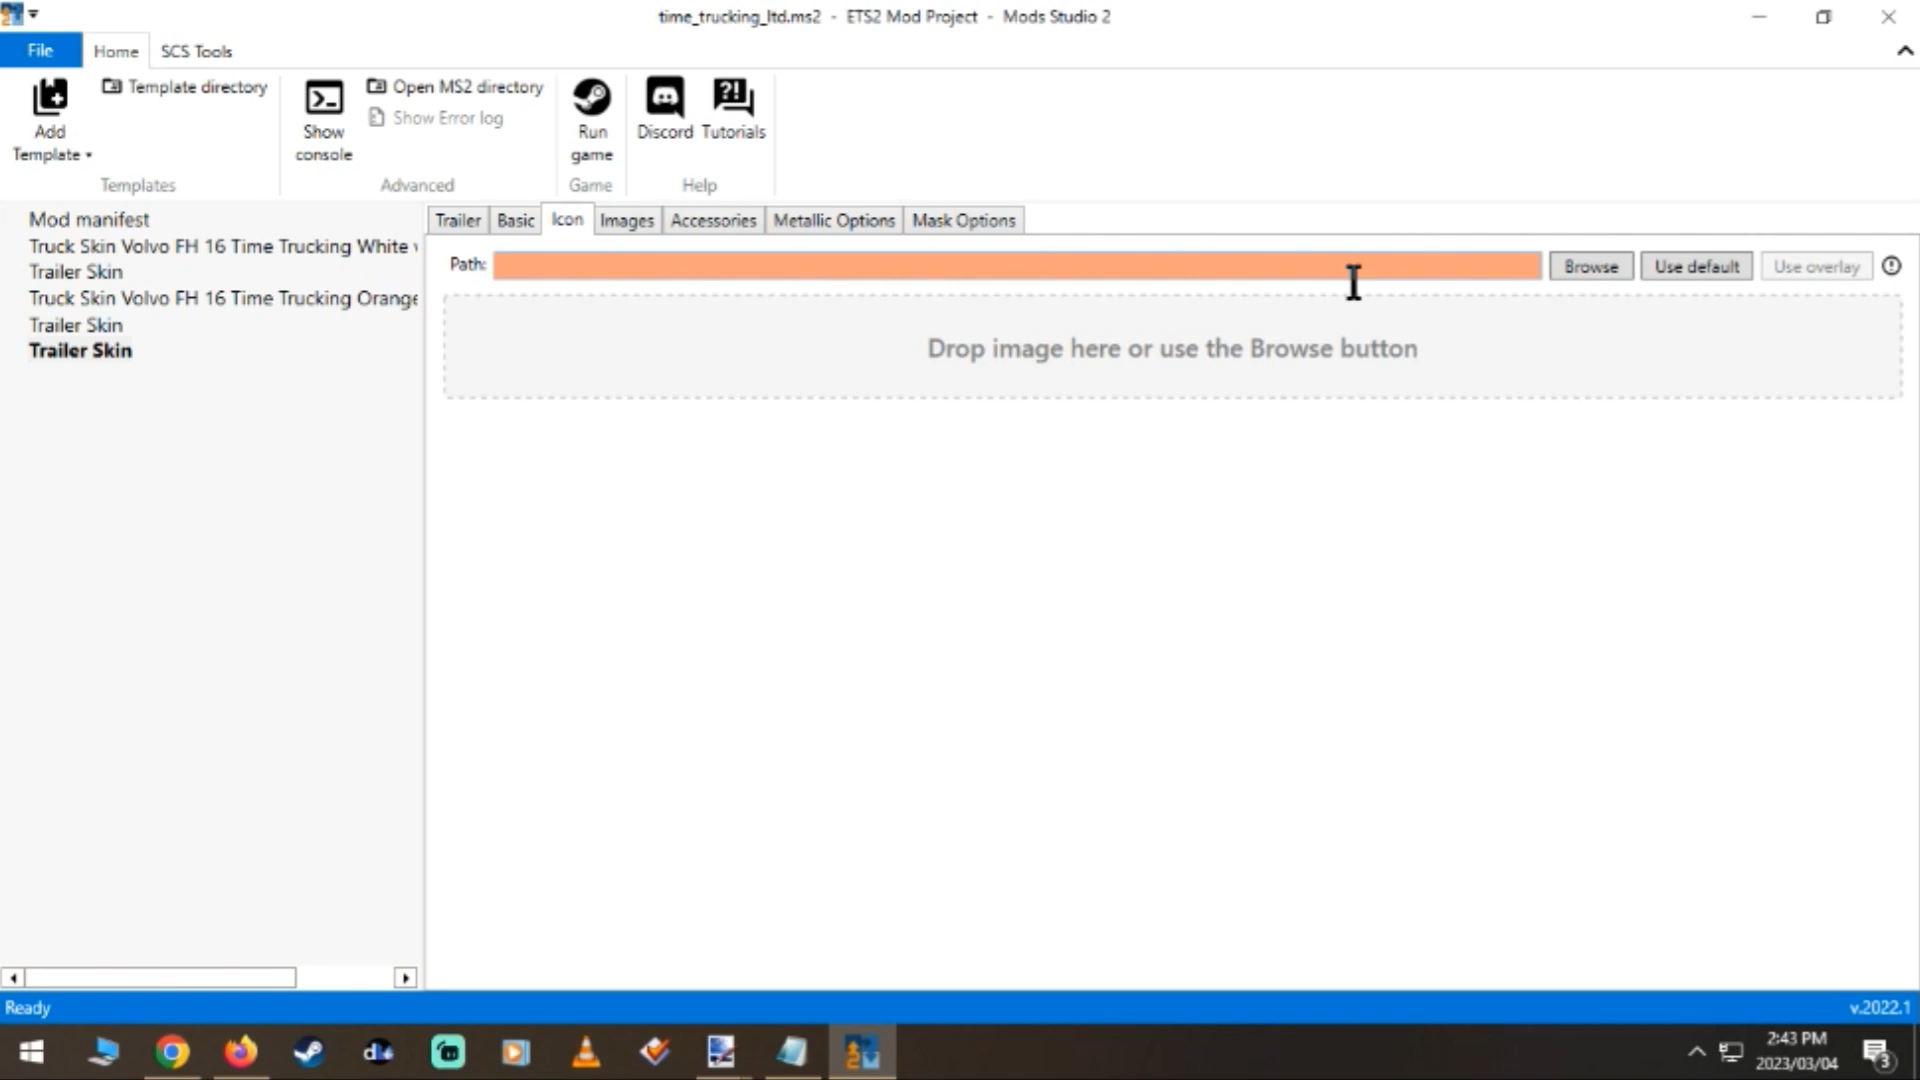 time_trucking_ltd.ms2 - ETS2 Mod Project - Mods Studio 2
File
Home
SCS Tools
Add
Template
Template directory
Templates
Show
console
Open MS2 directory
Show Error log
Advanced
Run
game
Game
Discord
Tutorials
Help
Mod manifest
Truck Skin Volvo FH 16 Time Trucking White
Trailer Skin
Truck Skin Volvo FH 16 Time Trucking Orange
Trailer Skin
Trailer Skin
Trailer
Basic
Icon
Images
Accessories
Metallic Options
Mask Options
Path:
Browse
Use default
Use overlay
Drop image here or use the Browse button
Ready
v.2022.1
2:43 PM
2023/03/04
3